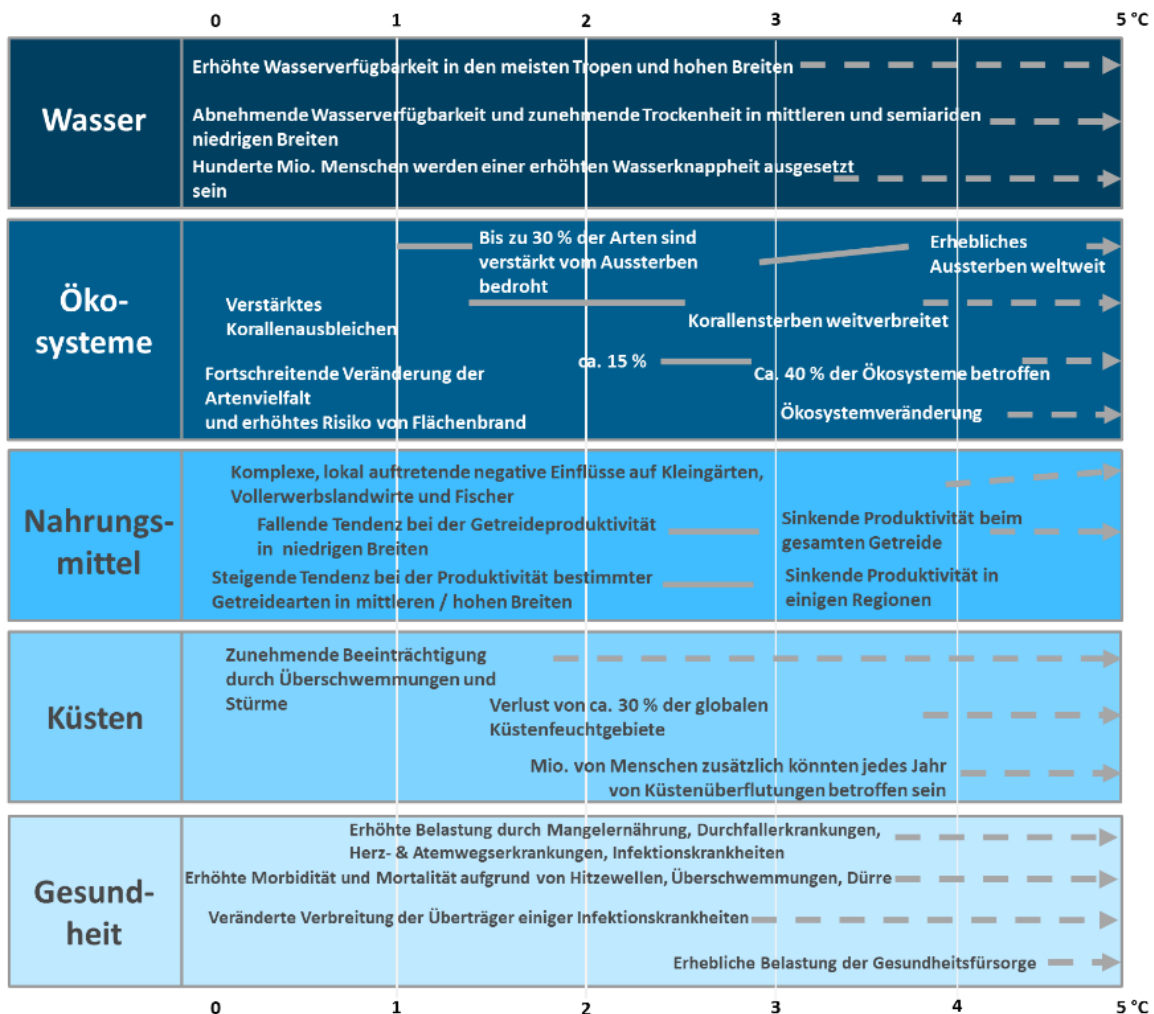 0 1 2 3 4 5 °C
Wasser
Erhöhte Wasserverfügbarkeit in den meisten Tropen und hohen Breiten
Abnehmende Wasserverfügbarkeit und zunehmende Trockenheit in mittleren und semiariden
niedrigen Breiten
Hunderte Mio. Menschen werden einer erhöhten Wasserknappheit ausgesetzt
sein
Öko-
systeme
Bis zu 30 % der Arten sind
verstärkt vom Aussterben
bedroht
Erhebliches
Aussterben weltweit
Verstärktes
Korallenausbleichen
Korallensterben weitverbreitet
ca. 15 %
Ca. 40 % der Ökosysteme betroffen
Fortschreitende Veränderung der
Artenvielfalt
und erhöhtes Risiko von Flächenbrand
Ökosystemveränderung
Nahrungs-
mittel
Komplexe, lokal auftretende negative Einflüsse auf Kleingärten,
Vollerwerbslandwirte und Fischer
Fallende Tendenz bei der Getreideproduktivität
in niedrigen Breiten
Sinkende Produktivität beim
gesamten Getreide
Steigende Tendenz bei der Produktivität bestimmter
Getreidearten in mittleren / hohen Breiten
Sinkende Produktivität in
einigen Regionen
Küsten
Zunehmende Beeinträchtigung
durch Überschwemmungen und
Stürme
Verlust von ca. 30 % der globalen
Küstenfeuchtgebiete
Mio. von Menschen zusätzlich könnten jedes Jahr
von Küstenüberflutungen betroffen sein
Gesund-
heit
Erhöhte Belastung durch Mangelernährung, Durchfallerkrankungen,
Herz- & Atemwegserkrankungen, Infektionskrankheiten
Erhöhte Morbidität und Mortalität aufgrund von Hitzewellen, Überschwemmungen, Dürre
Veränderte Verbreitung der Überträger einiger Infektionskrankheiten
Erhebliche Belastung der Gesundheitsfürsorge
0 1 2 3 4 5 °C